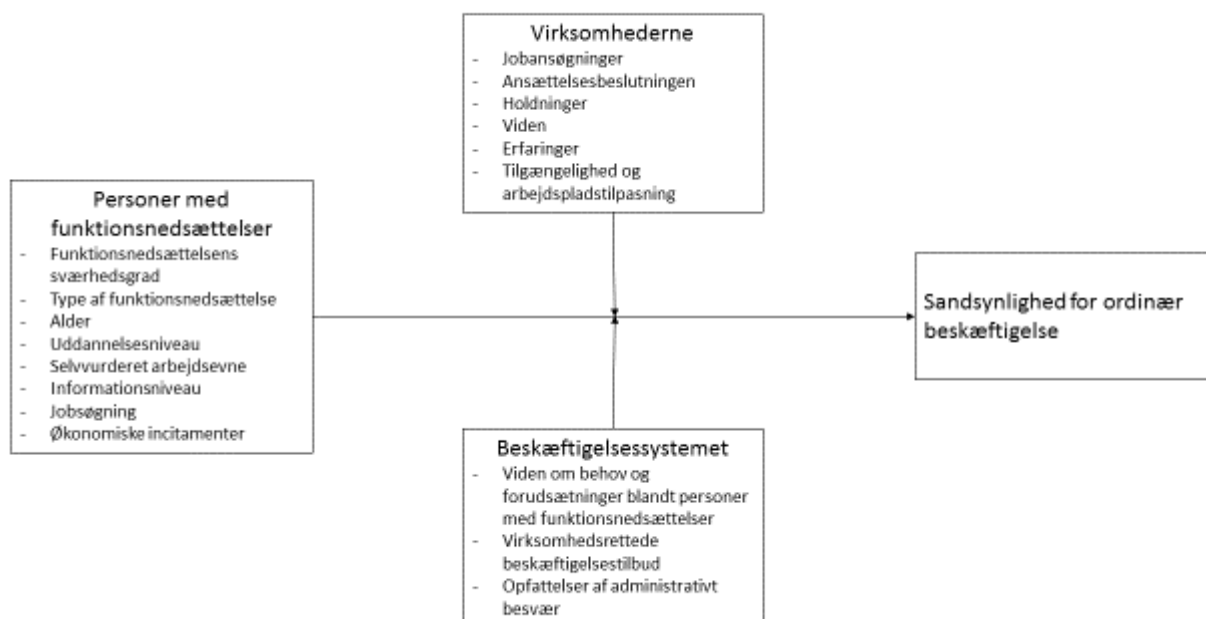 Virksomhederne
- Jobansøgninger
- Ansættelsesbeslutningen
- Holdninger
- Viden
- Erfaringer
- Tilgængelighed og
arbejdspladstilpasning
Personer med
funktionsnedsættelser
- Funktionsnedsættelsens
sværhedsgrad
- Type af funktionsnedsættelse
- Alder
- Uddannelsesniveau
- Selvvurderet arbejdsevne
- Informationsniveau
- Jobsøgning
- Økonomiske incitamenter
Sandsynlighed for ordinær
beskæftigelse
Beskæftigelsessystemet
- Viden om behov og
forudsætninger blandt personer
med funktionsnedsættelser
- Virksomhedsrettede
beskæftigelsestilbud
- Opfattelser af administrativt
besvær